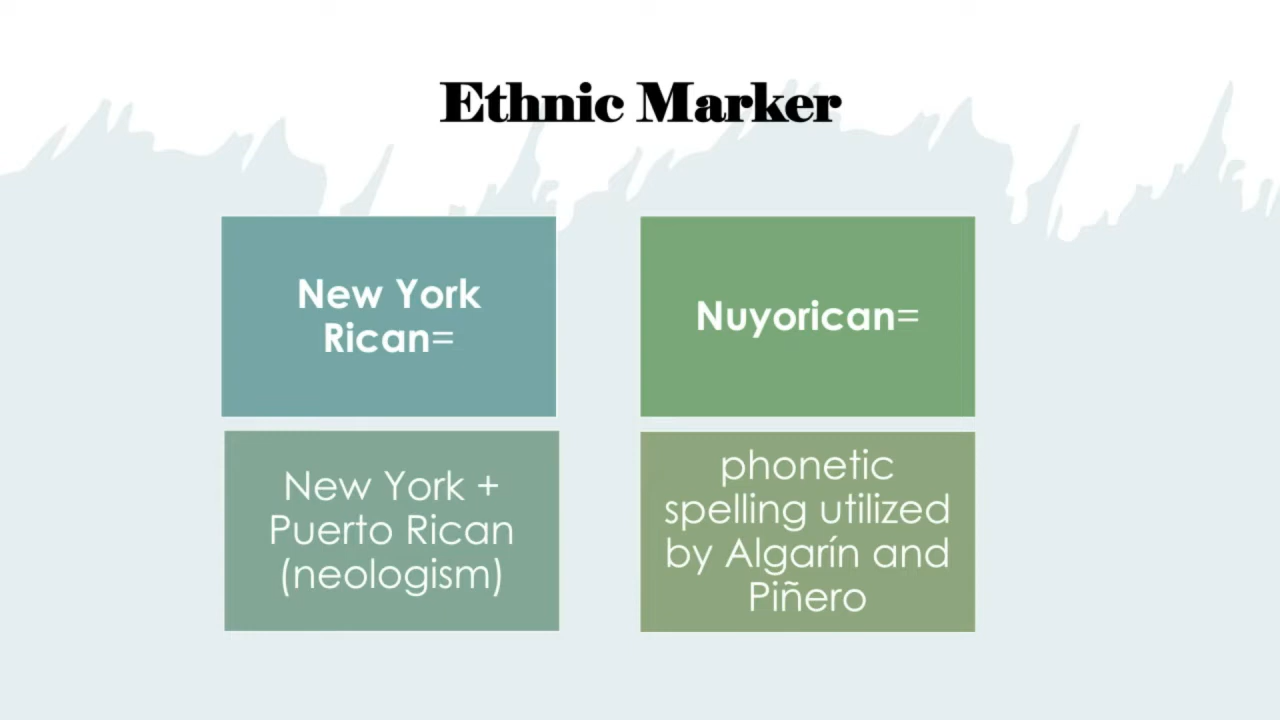 Ethnic Marker
New York
Rican=
New York +
Puerto Rican
(neologism)
Nuyorican=
phonetic
spelling utilized
by Algarín and
Piñero